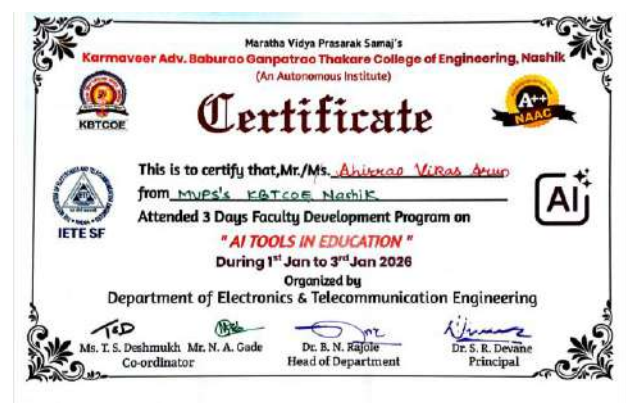 Maratha Vidya Prasarak Samaj's
Karmaveer Adv. Baburao Ganpatrao Thakare College of Engineering, Nashik
(An Autonomous Institute)
Certificate
KBTCOE
A++
NAAC
This is to certify that,Mr./Ms. Ahirrao Vikas Arun
from MVPS's KBTCOE Nashik
Attended 3 Days Faculty Development Program on
IETE SF
AI
" AI TOOLS IN EDUCATION "
During 1st Jan to 3rd Jan 2026
Organized by
Department of Electronics & Telecommunication Engineering
Ms. T. S. Deshmukh Mr. N. A. Gade
Co-ordinator
Dr. B. N. Rajole
Head of Department
Dr. S. R. Devane
Principal